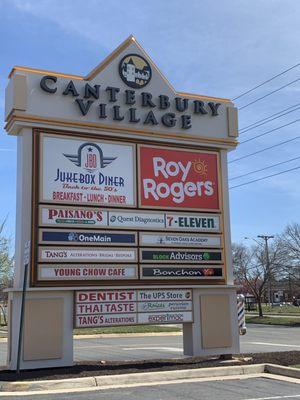 CANTERBURY
VILLAGE
JBD
JUKEBOX
DINER
Back to the 50's
BREAKFAST - LUNCH - DINNER
Roy
Rogers
PAISANO'S
Quest Diagnostics
7-ELEVEN
OneMain
SEVEN OAKS ACADEMY
TANG'S ALTERATIONS
Block Advisors
YOUNG CHOW CAFE
Bonchon
DENTIST
The UPS Store
THAI TASTE
TANG'S ALTERATIONS
experimac